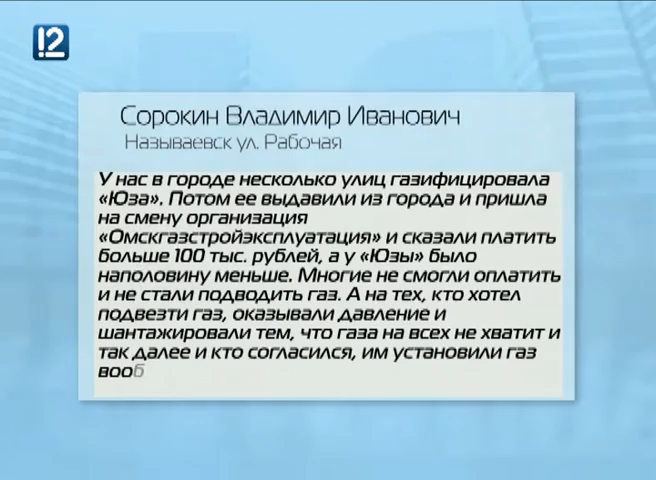 12
Сорокин Владимир Иванович
Называевск ул. Рабочая
У нас в городе несколько улиц газифицировала
«Юза». Потом ее выдавили из города и пришла
на смену организация
«Омскгазстройэксплуатация» и сказали платить
больше 100 тыс. рублей, а у «Юзы» было
наполовину меньше. Многие не смогли оплатить
и не стали подводить газ. А на тех, кто хотел
подвезти газ, оказывали давление и
шантажировали тем, что газа на всех не хватит и
так далее и кто согласился, им установили газ
вооб